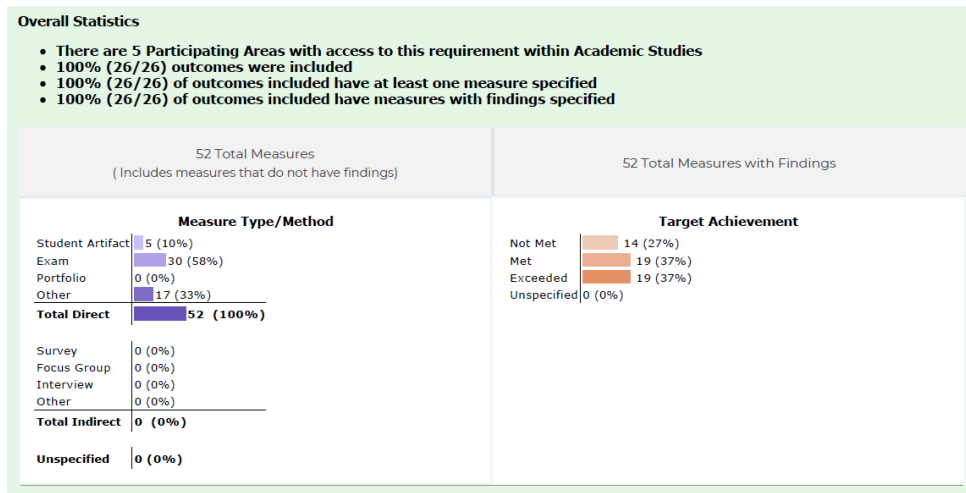 Overall Statistics
• There are 5 Participating Areas with access to this requirement within Academic Studies
• 100% (26/26) outcomes were included
• 100% (26/26) of outcomes included have at least one measure specified
• 100% (26/26) of outcomes included have measures with findings specified
52 Total Measures
( Includes measures that do not have findings)
52 Total Measures with Findings
Measure Type/Method
Student Artifact 5 (10%)
Exam 30 (58%)
Portfolio 0 (0%)
Other 17 (33%)
Total Direct 52 (100%)
Survey 0 (0%)
Focus Group 0 (0%)
Interview 0 (0%)
Other 0 (0%)
Total Indirect 0 (0%)
Unspecified 0 (0%)
Target Achievement
Not Met 14 (27%)
Met 19 (37%)
Exceeded 19 (37%)
Unspecified 0 (0%)